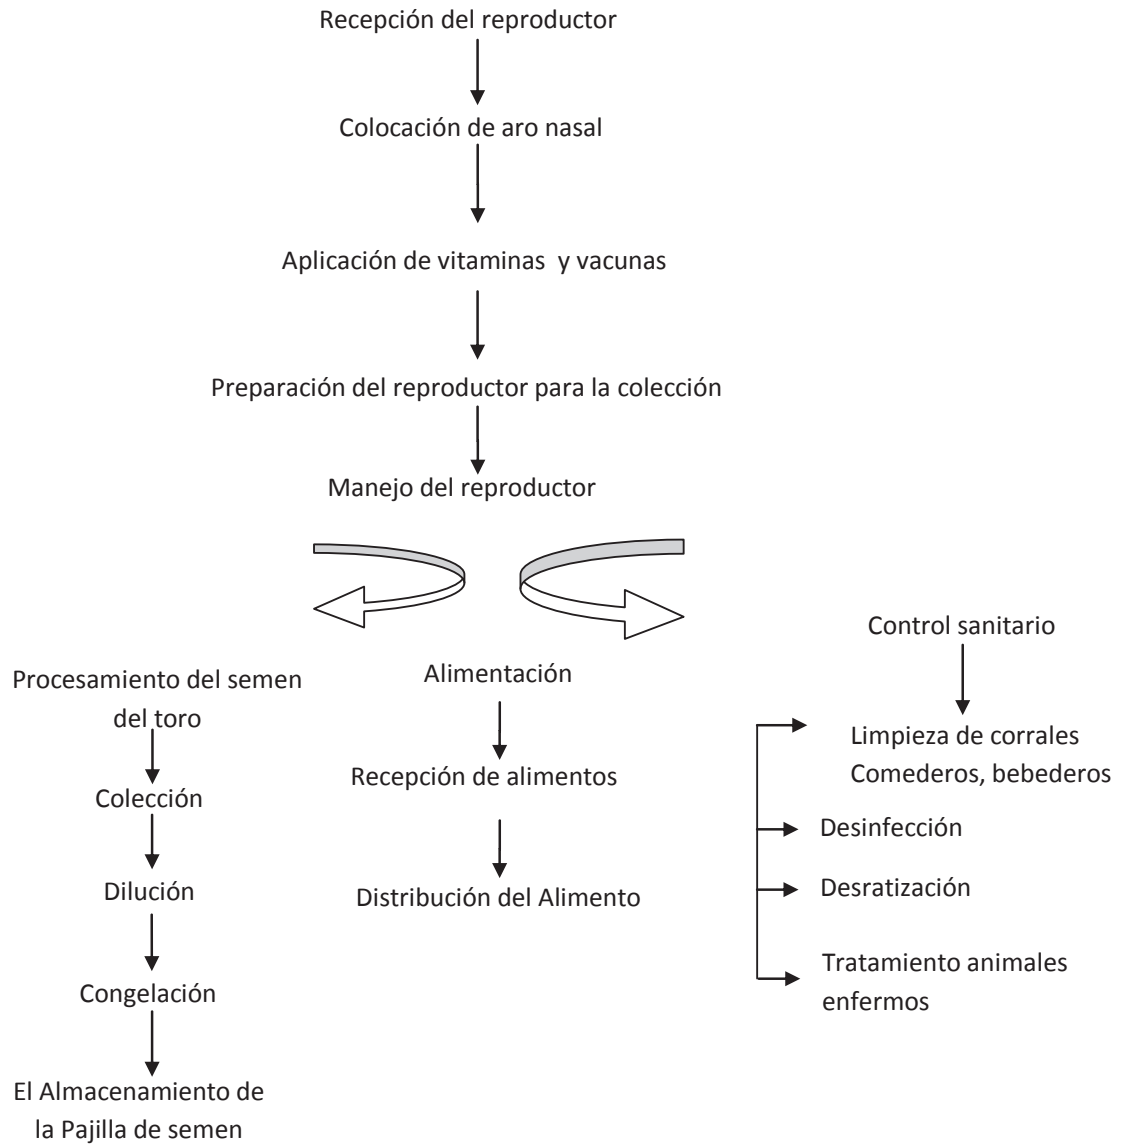 Recepción del reproductor
Colocación de aro nasal
Aplicación de vitaminas y vacunas
Preparación del reproductor para la colección
Manejo del reproductor
Procesamiento del semen
del toro
Colección
Dilución
Congelación
El Almacenamiento de
la Pajilla de semen
Alimentación
Recepción de alimentos
Distribución del Alimento
Control sanitario
Limpieza de corrales
Comederos, bebederos
Desinfección
Desratización
Tratamiento animales
enfermos